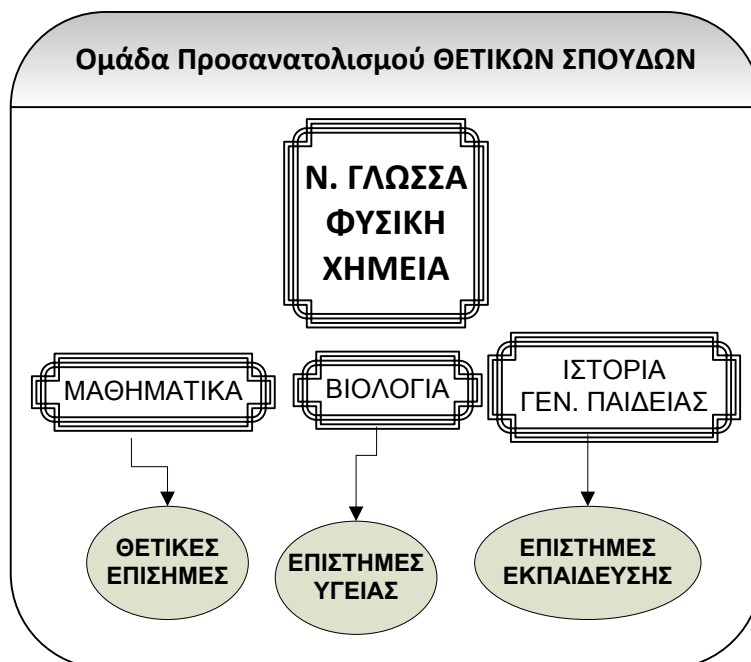 Ομάδα Προσανατολισμού ΘΕΤΙΚΩΝ ΣΠΟΥΔΩΝ
Ν. ΓΛΩΣΣΑ
ΦΥΣΙΚΗ
ΧΗΜΕΙΑ
ΜΑΘΗΜΑΤΙΚΑ
ΒΙΟΛΟΓΙΑ
ΙΣΤΟΡΙΑ
ΓΕΝ. ΠΑΙΔΕΙΑΣ
ΘΕΤΙΚΕΣ
ΕΠΙΣΗΜΕΣ
ΕΠΙΣΤΗΜΕΣ
ΥΓΕΙΑΣ
ΕΠΙΣΤΗΜΕΣ
ΕΚΠΑΙΔΕΥΣΗΣ